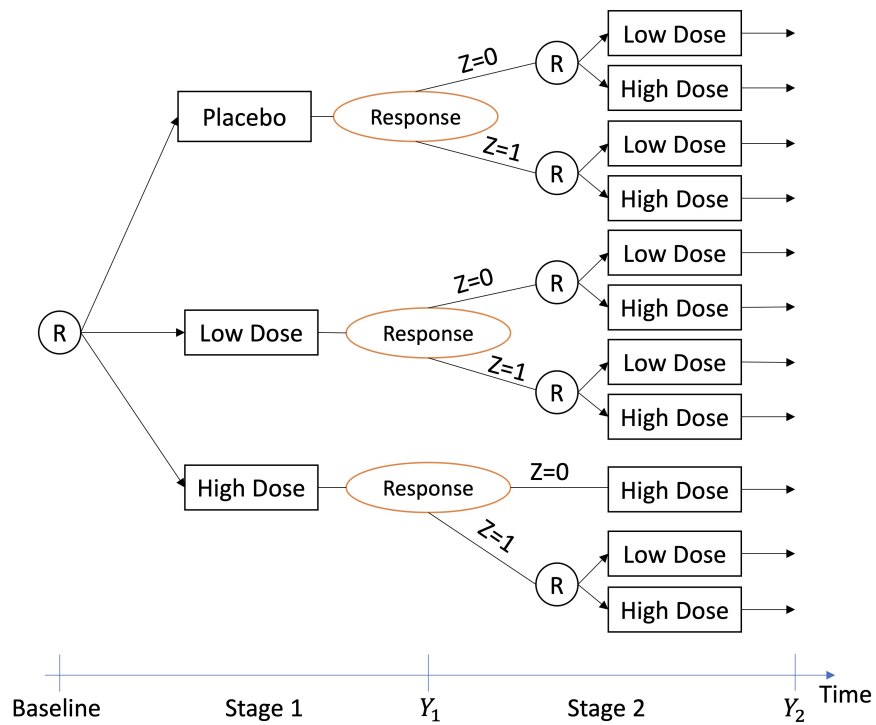 Low Dose
Z=0
R
High Dose
Placebo
Response
Low Dose
Z=1
R
High Dose
Low Dose
Z=0
R
High Dose
R
Low Dose
Response
Low Dose
Z=1
R
High Dose
High Dose
Response
Z=0
High Dose
Z=1
Low Dose
R
High Dose
Baseline
Stage 1
Y₁
Stage 2
Y₂
Time